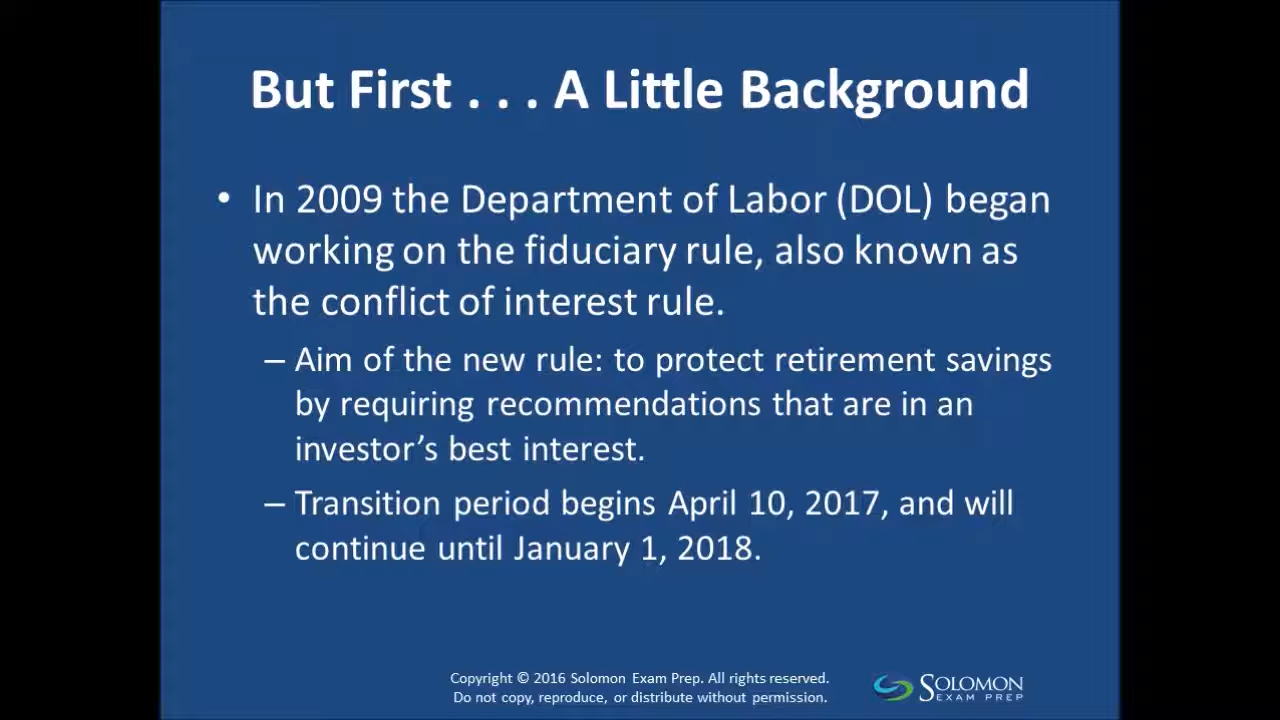 But First . . . A Little Background
• In 2009 the Department of Labor (DOL) began
working on the fiduciary rule, also known as
the conflict of interest rule.
– Aim of the new rule: to protect retirement savings
by requiring recommendations that are in an
investor’s best interest.
– Transition period begins April 10, 2017, and will
continue until January 1, 2018.
Copyright © 2016 Solomon Exam Prep. All rights reserved.
Do not copy, reproduce, or distribute without permission.
SOLOMON
EXAM PREP